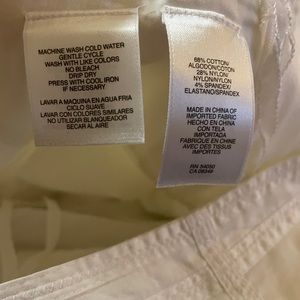 MACHINE WASH COLD WATER
GENTLE CYCLE
WASH WITH LIKE COLORS
NO BLEACH
DRIP DRY
PRESS WITH COOL IRON
IF NECESSARY
LAVAR A MAQUINA EN AGUA FRIA
CICLO SUAVE
LAVAR CON COLORES SIMILARES
NO UTILIZAR BLANQUEADOR
SECAR AL AIRE
68% COTTON/
ALGODON/COTON
28% NYLON/
NYLON/NYLON
4% SPANDEX/
ELASTANO/SPANDEX
MADE IN CHINA OF
IMPORTED FABRIC
HECHO EN CHINA
CON TELA
IMPORTADA
FABRIQUE EN CHINE
AVEC DES TISSUS
IMPORTES
RN 54050
CA 08349